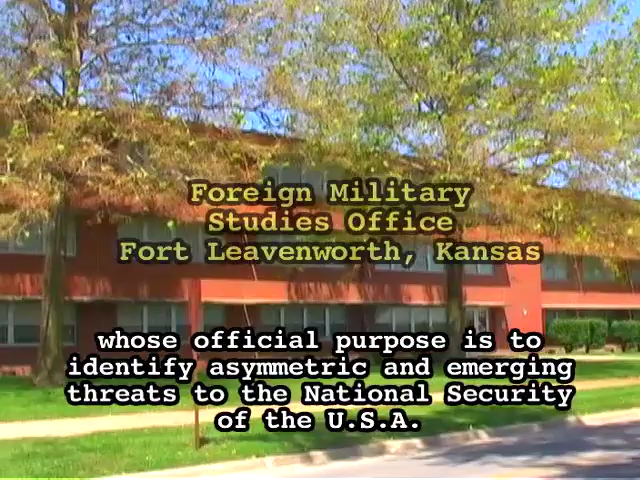 Foreign Military
Studies Office
Fort Leavenworth, Kansas
whose official purpose is to
identify asymmetric and emerging
threats to the National Security
of the U.S.A.